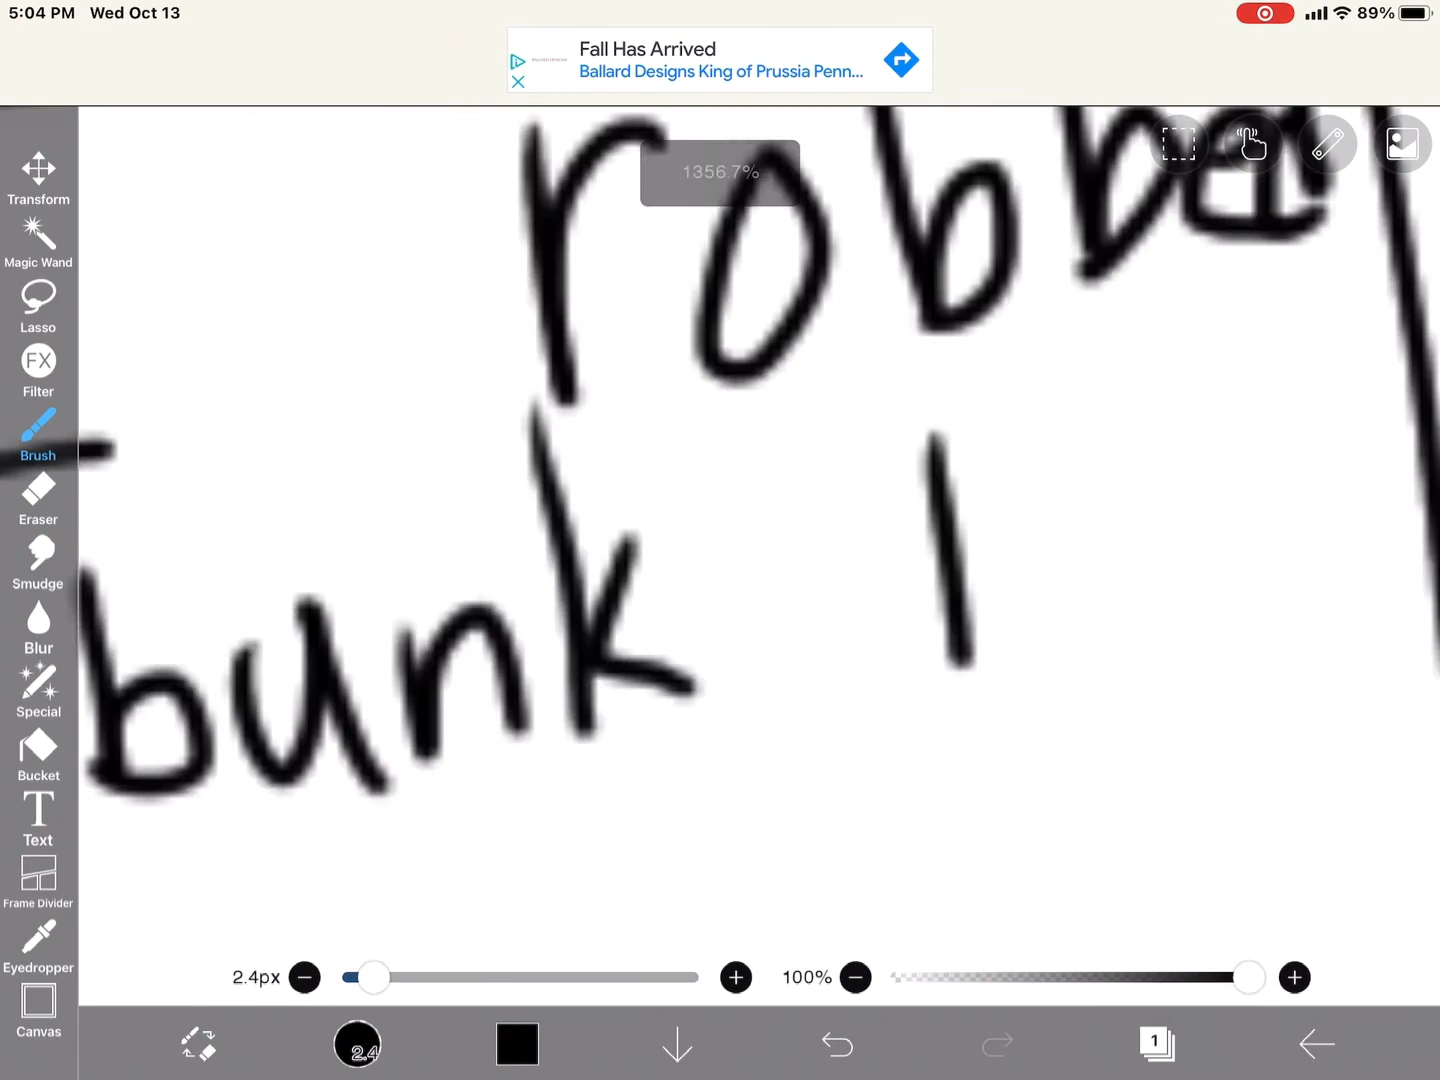 5:04 PM Wed Oct 13 89%
Fall Has Arrived
Ballard Designs King of Prussia Penn...
1356.7%
Transform
Magic Wand
Lasso
FX
Filter
Brush
Eraser
Smudge
Blur
Special
Bucket
T
Text
Frame Divider
Eyedropper
Canvas
bunk
2.4px
100%
2.4
1